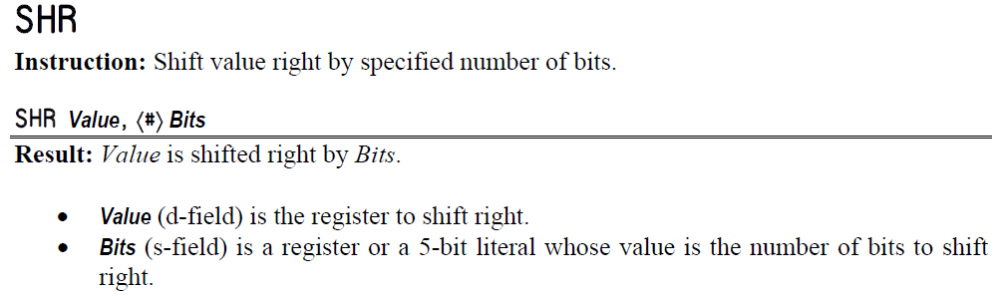 SHR
Instruction: Shift value right by specified number of bits.
SHR Value, ⟨#⟩ Bits
Result: Value is shifted right by Bits.
• Value (d-field) is the register to shift right.
• Bits (s-field) is a register or a 5-bit literal whose value is the number of bits to shift
right.